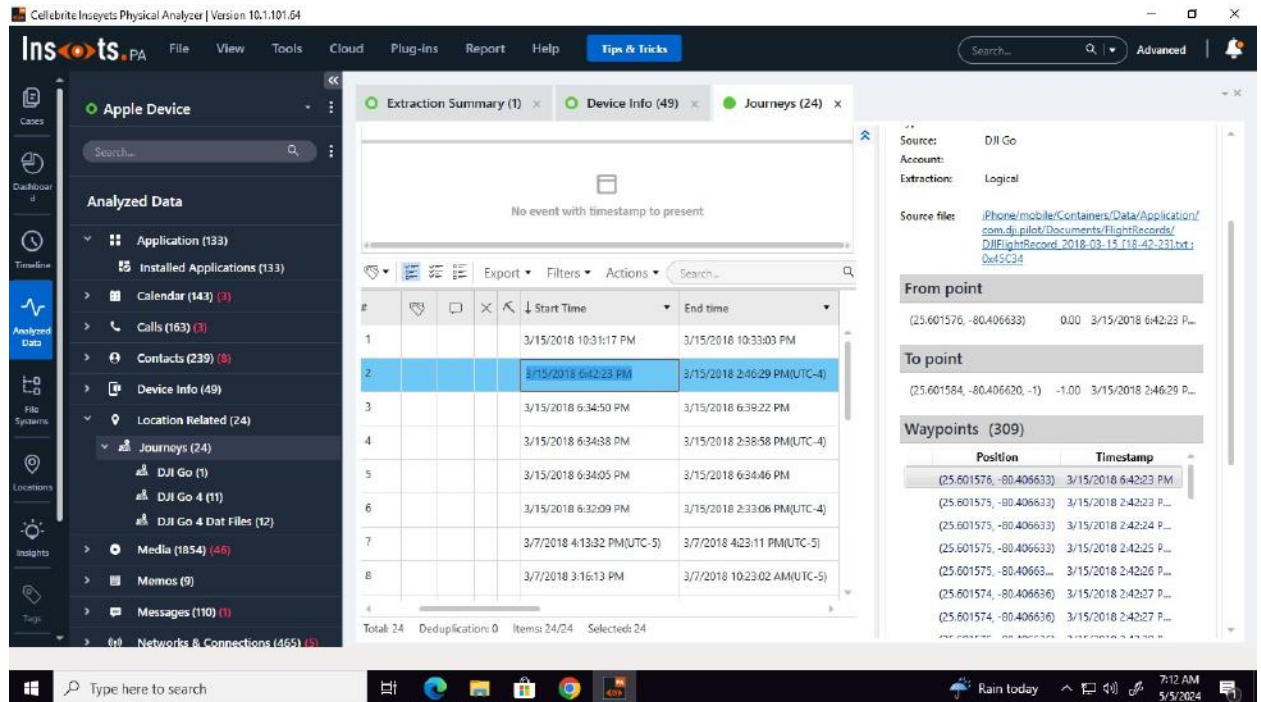 Cellebrite Inseyets Physical Analyzer | Version 10.1.101.64
Ins ts.PA File View Tools Cloud Plug-ins Report Help Tips & Tricks Search... Advanced
Cases
Dashboar
d
Timeline
Analyzed
Data
File
Systems
Locations
Insights
Tags
Apple Device
Search...
Analyzed Data
Application (133)
Installed Applications (133)
Calendar (143) (3)
Calls (163) (3)
Contacts (239) (8)
Device Info (49)
Location Related (24)
Journeys (24)
DJI Go (1)
DJI Go 4 (11)
DJI Go 4 Dat Files (12)
Media (1854) (46)
Memos (9)
Messages (110) (1)
Networks & Connections (465) (5)
Extraction Summary (1) × Device Info (49) × Journeys (24) ×
No event with timestamp to present
Export Filters Actions Search...
# Start Time End time
1 3/15/2018 10:31:17 PM 3/15/2018 10:33:03 PM
2 3/15/2018 6:42:23 PM 3/15/2018 2:46:29 PM(UTC-4)
3 3/15/2018 6:34:50 PM 3/15/2018 6:39:22 PM
4 3/15/2018 6:34:38 PM 3/15/2018 2:38:58 PM(UTC-4)
5 3/15/2018 6:34:05 PM 3/15/2018 6:34:46 PM
6 3/15/2018 6:32:09 PM 3/15/2018 2:33:06 PM(UTC-4)
7 3/7/2018 4:13:32 PM(UTC-5) 3/7/2018 4:23:11 PM(UTC-5)
8 3/7/2018 3:16:13 PM 3/7/2018 10:23:02 AM(UTC-5)
Total: 24 Deduplication: 0 Items: 24/24 Selected: 24
Source: DJI Go
Account:
Extraction: Logical
Source file: iPhone/mobile/Containers/Data/Application/
com.dji.pilot/Documents/FlightRecords/
DJIFlightRecord_2018-03-15_[18-42-23].txt :
0x45C34
From point
(25.601576, -80.406633) 0.00 3/15/2018 6:42:23 P...
To point
(25.601584, -80.406620, -1) -1.00 3/15/2018 2:46:29 P...
Waypoints (309)
Position Timestamp
(25.601576, -80.406633) 3/15/2018 6:42:23 PM
(25.601575, -80.406633) 3/15/2018 2:42:23 P...
(25.601575, -80.406633) 3/15/2018 2:42:24 P...
(25.601575, -80.406633) 3/15/2018 2:42:25 P...
(25.601575, -80.40663... 3/15/2018 2:42:26 P...
(25.601574, -80.406636) 3/15/2018 2:42:27 P...
(25.601574, -80.406636) 3/15/2018 2:42:27 P...
Type here to search
Rain today
7:12 AM
5/5/2024